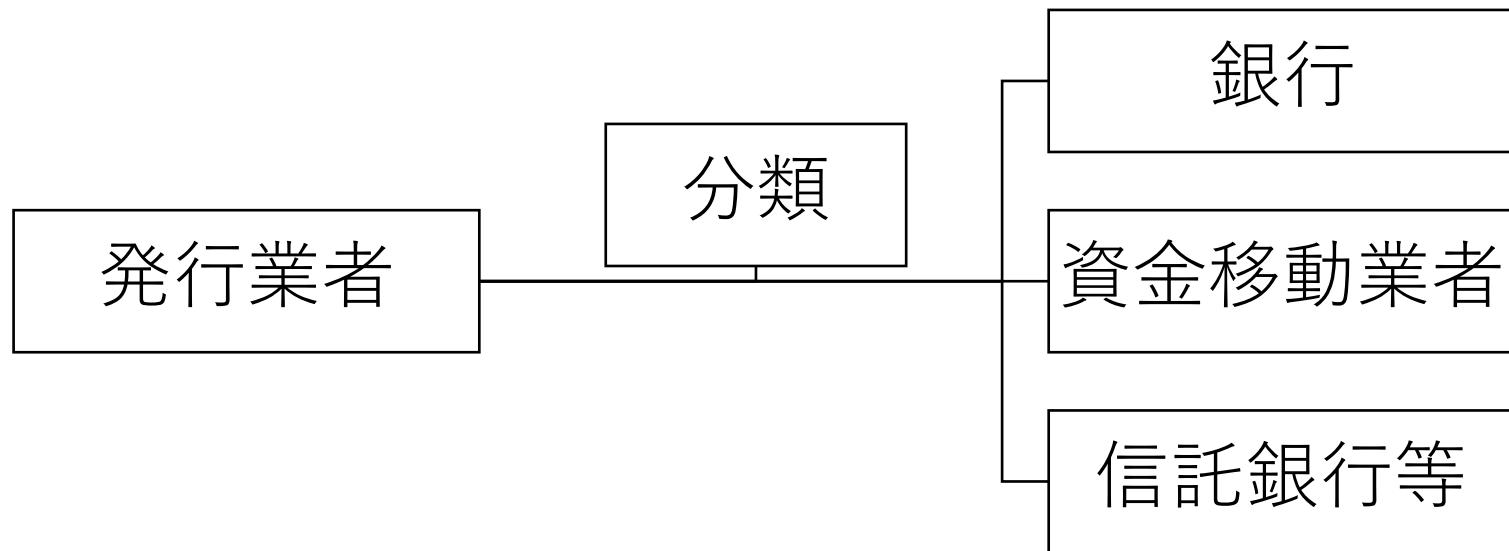 発行業者
分類
銀行
資金移動業者
信託銀行等